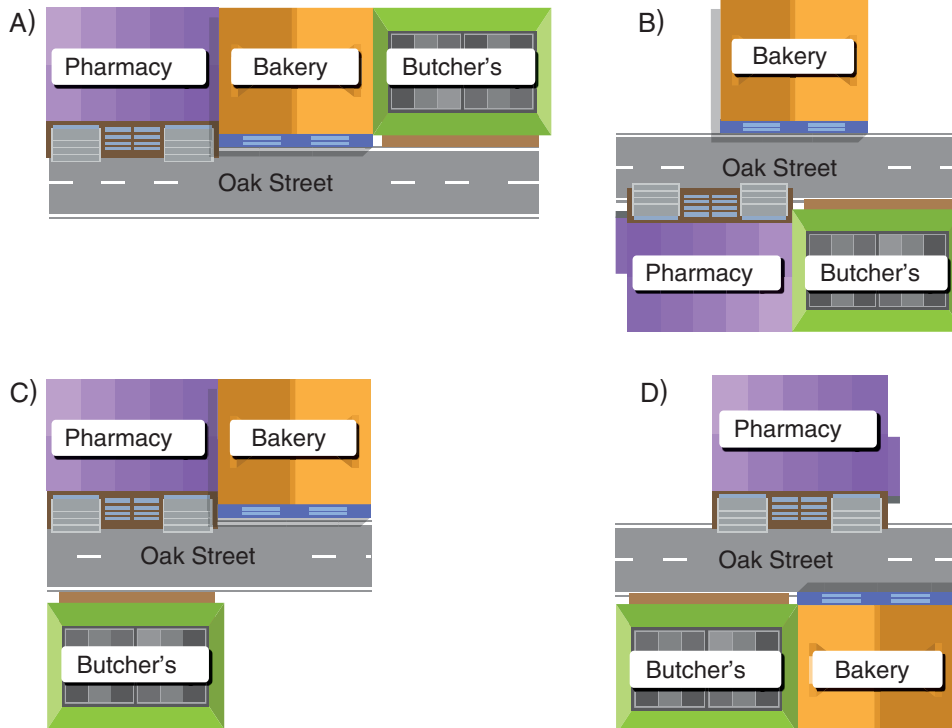 A)
Pharmacy
Bakery
Butcher's
Oak Street
B)
Bakery
Oak Street
Pharmacy
Butcher's
C)
Pharmacy
Bakery
Oak Street
Butcher's
D)
Pharmacy
Oak Street
Butcher's
Bakery